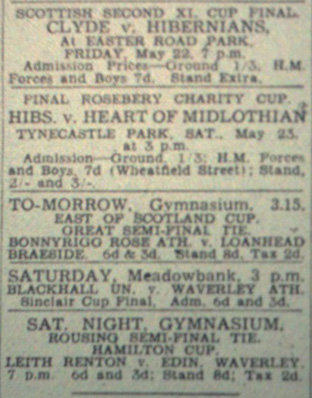 SCOTTISH SECOND XI. CUP FINAL.
CLYDE v. HIBERNIANS,
At EASTER ROAD PARK,
FRIDAY, May 22, 7 p.m.
Admission Prices—Ground 1/3, H.M.
Forces and Boys 7d. Stand Extra.
FINAL ROSEBERY CHARITY CUP.
HIBS. v. HEART OF MIDLOTHIAN
TYNECASTLE PARK, SAT., May 23,
at 3 p.m.
Admission—Ground, 1/3; H.M. Forces
and Boys, 7d (Wheatfield Street); Stand,
2/- and 3/-.
TO-MORROW, Gymnasium, 3.15.
EAST OF SCOTLAND CUP.
GREAT SEMI-FINAL TIE.
BONNYRIGG ROSE ATH. v. LOANHEAD
BRAESIDE. 6d & 3d. Stand 8d, Tax 2d.
SATURDAY, Meadowbank, 3 p.m.
BLACKHALL UN. v. WAVERLEY ATH.
Sinclair Cup Final. Adm. 6d and 3d.
SAT. NIGHT, GYMNASIUM,
ROUSING SEMI-FINAL TIE.
HAMILTON CUP.
LEITH RENTON v. EDIN. WAVERLEY.
7 p.m. 6d and 3d; Stand 8d; Tax 2d.